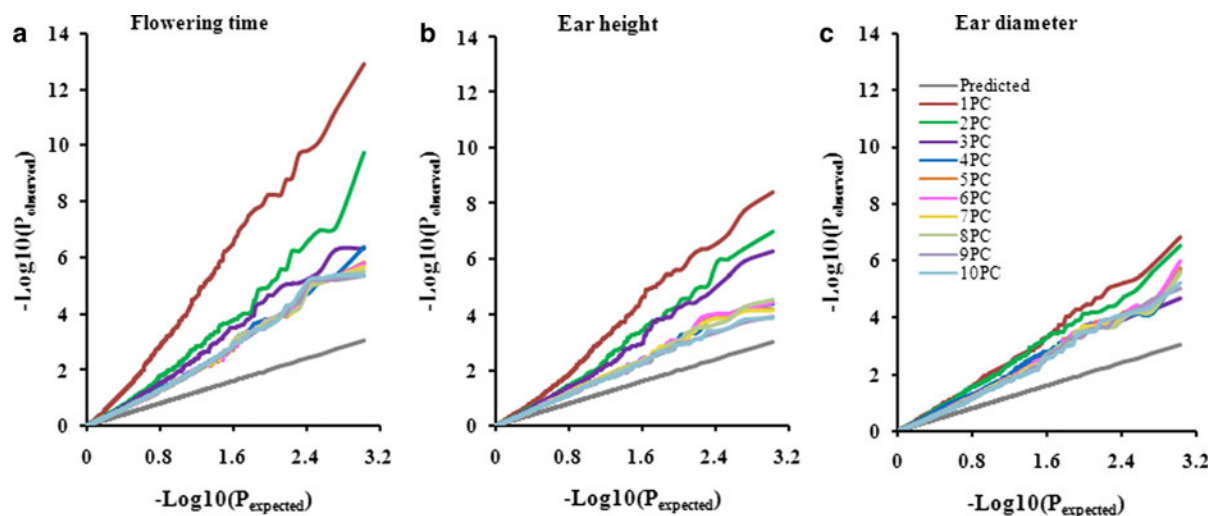 a
Flowering time
14
12
10
8
6
4
2
0
0
0.8
1.6
2.4
3.2
-Log10(Pobserved)
-Log10(Pexpected)
b
Ear height
14
12
10
8
6
4
2
0
0
0.8
1.6
2.4
3.2
-Log10(Pobserved)
-Log10(Pexpected)
c
Ear diameter
14
12
10
8
6
4
2
0
0
0.8
1.6
2.4
3.2
-Log10(Pobserved)
-Log10(Pexpected)
Predicted
1PC
2PC
3PC
4PC
5PC
6PC
7PC
8PC
9PC
10PC